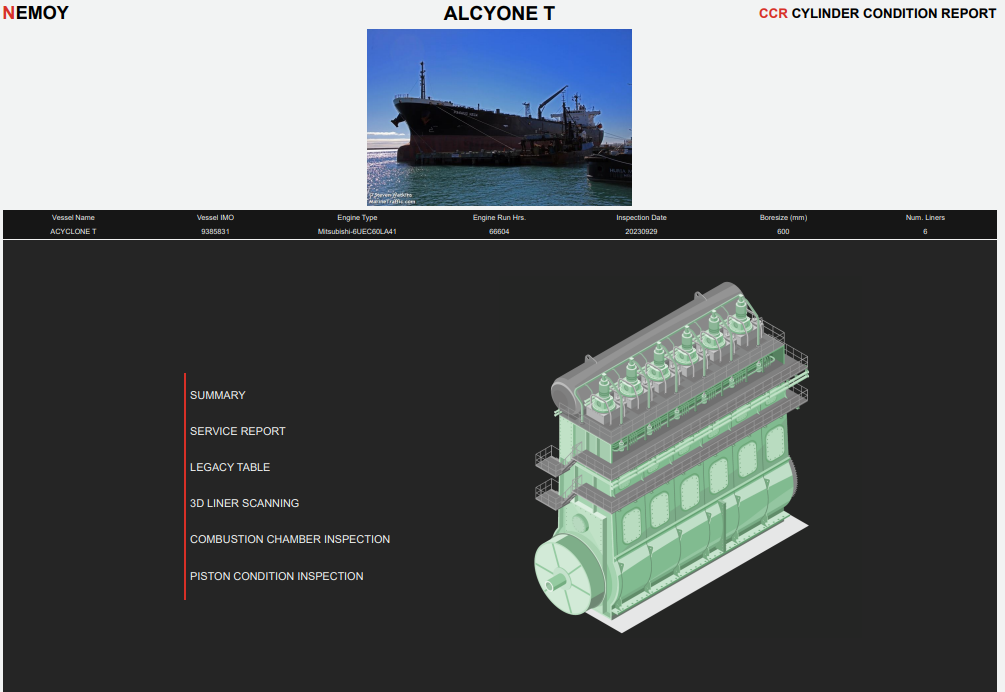 NEMOY
ALCYONE T
CCR CYLINDER CONDITION REPORT
© Steven Watkins
MarineTraffic.com
Vessel Name Vessel IMO Engine Type Engine Run Hrs. Inspection Date Boresize (mm) Num. Liners
ACYCLONE T 9385831 Mitsubishi-6UEC60LA41 66604 20230929 600 6
SUMMARY
SERVICE REPORT
LEGACY TABLE
3D LINER SCANNING
COMBUSTION CHAMBER INSPECTION
PISTON CONDITION INSPECTION